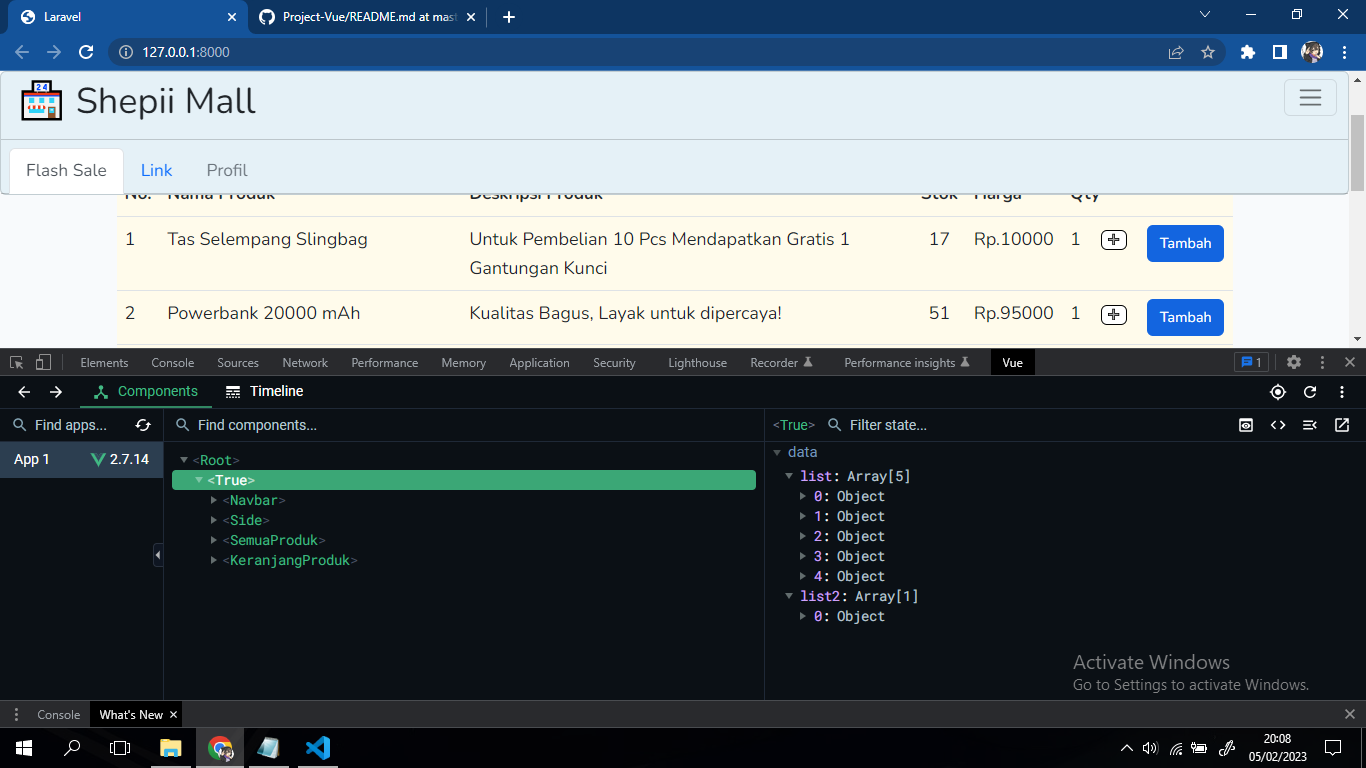 Laravel
Project-Vue/README.md at mast
127.0.0.1:8000
24
Shepii Mall
Flash Sale Link Profil
No. Nama Produk Deskripsi Produk Stok Harga Qty
1 Tas Selempang Slingbag Untuk Pembelian 10 Pcs Mendapatkan Gratis 1 17 Rp.10000 1 Tambah
Gantungan Kunci
2 Powerbank 20000 mAh Kualitas Bagus, Layak untuk dipercaya! 51 Rp.95000 1 Tambah
Elements Console Sources Network Performance Memory Application Security Lighthouse Recorder Performance insights Vue 1
Components Timeline
Find apps... Find components... <True> Filter state...
App 1 2.7.14
<Root>
<True>
<Navbar>
<Side>
<SemuaProduk>
<KeranjangProduk>
data
list: Array[5]
0: Object
1: Object
2: Object
3: Object
4: Object
list2: Array[1]
0: Object
Activate Windows
Go to Settings to activate Windows.
Console What's New
20:08
05/02/2023